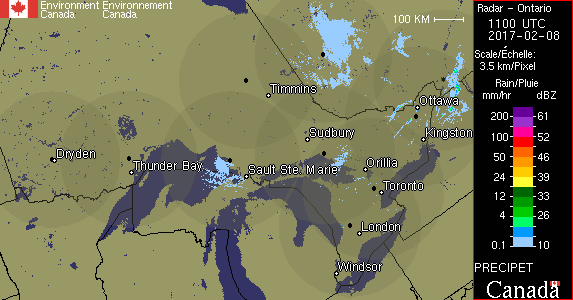 Environment Environnement
Canada Canada
100 KM
Timmins
Ottawa
Sudbury
Kingston
Dryden
Thunder Bay
Sault Ste. Marie
Orillia
Toronto
London
Windsor
Radar - Ontario
1100 UTC
2017-02-08
Scale/Échelle:
3.5 km/Pixel
Rain/Pluie
mm/hr dBZ
200 61
100 52
50 46
24 39
12 33
4 26
0.1 10
PRECIPET
Canada